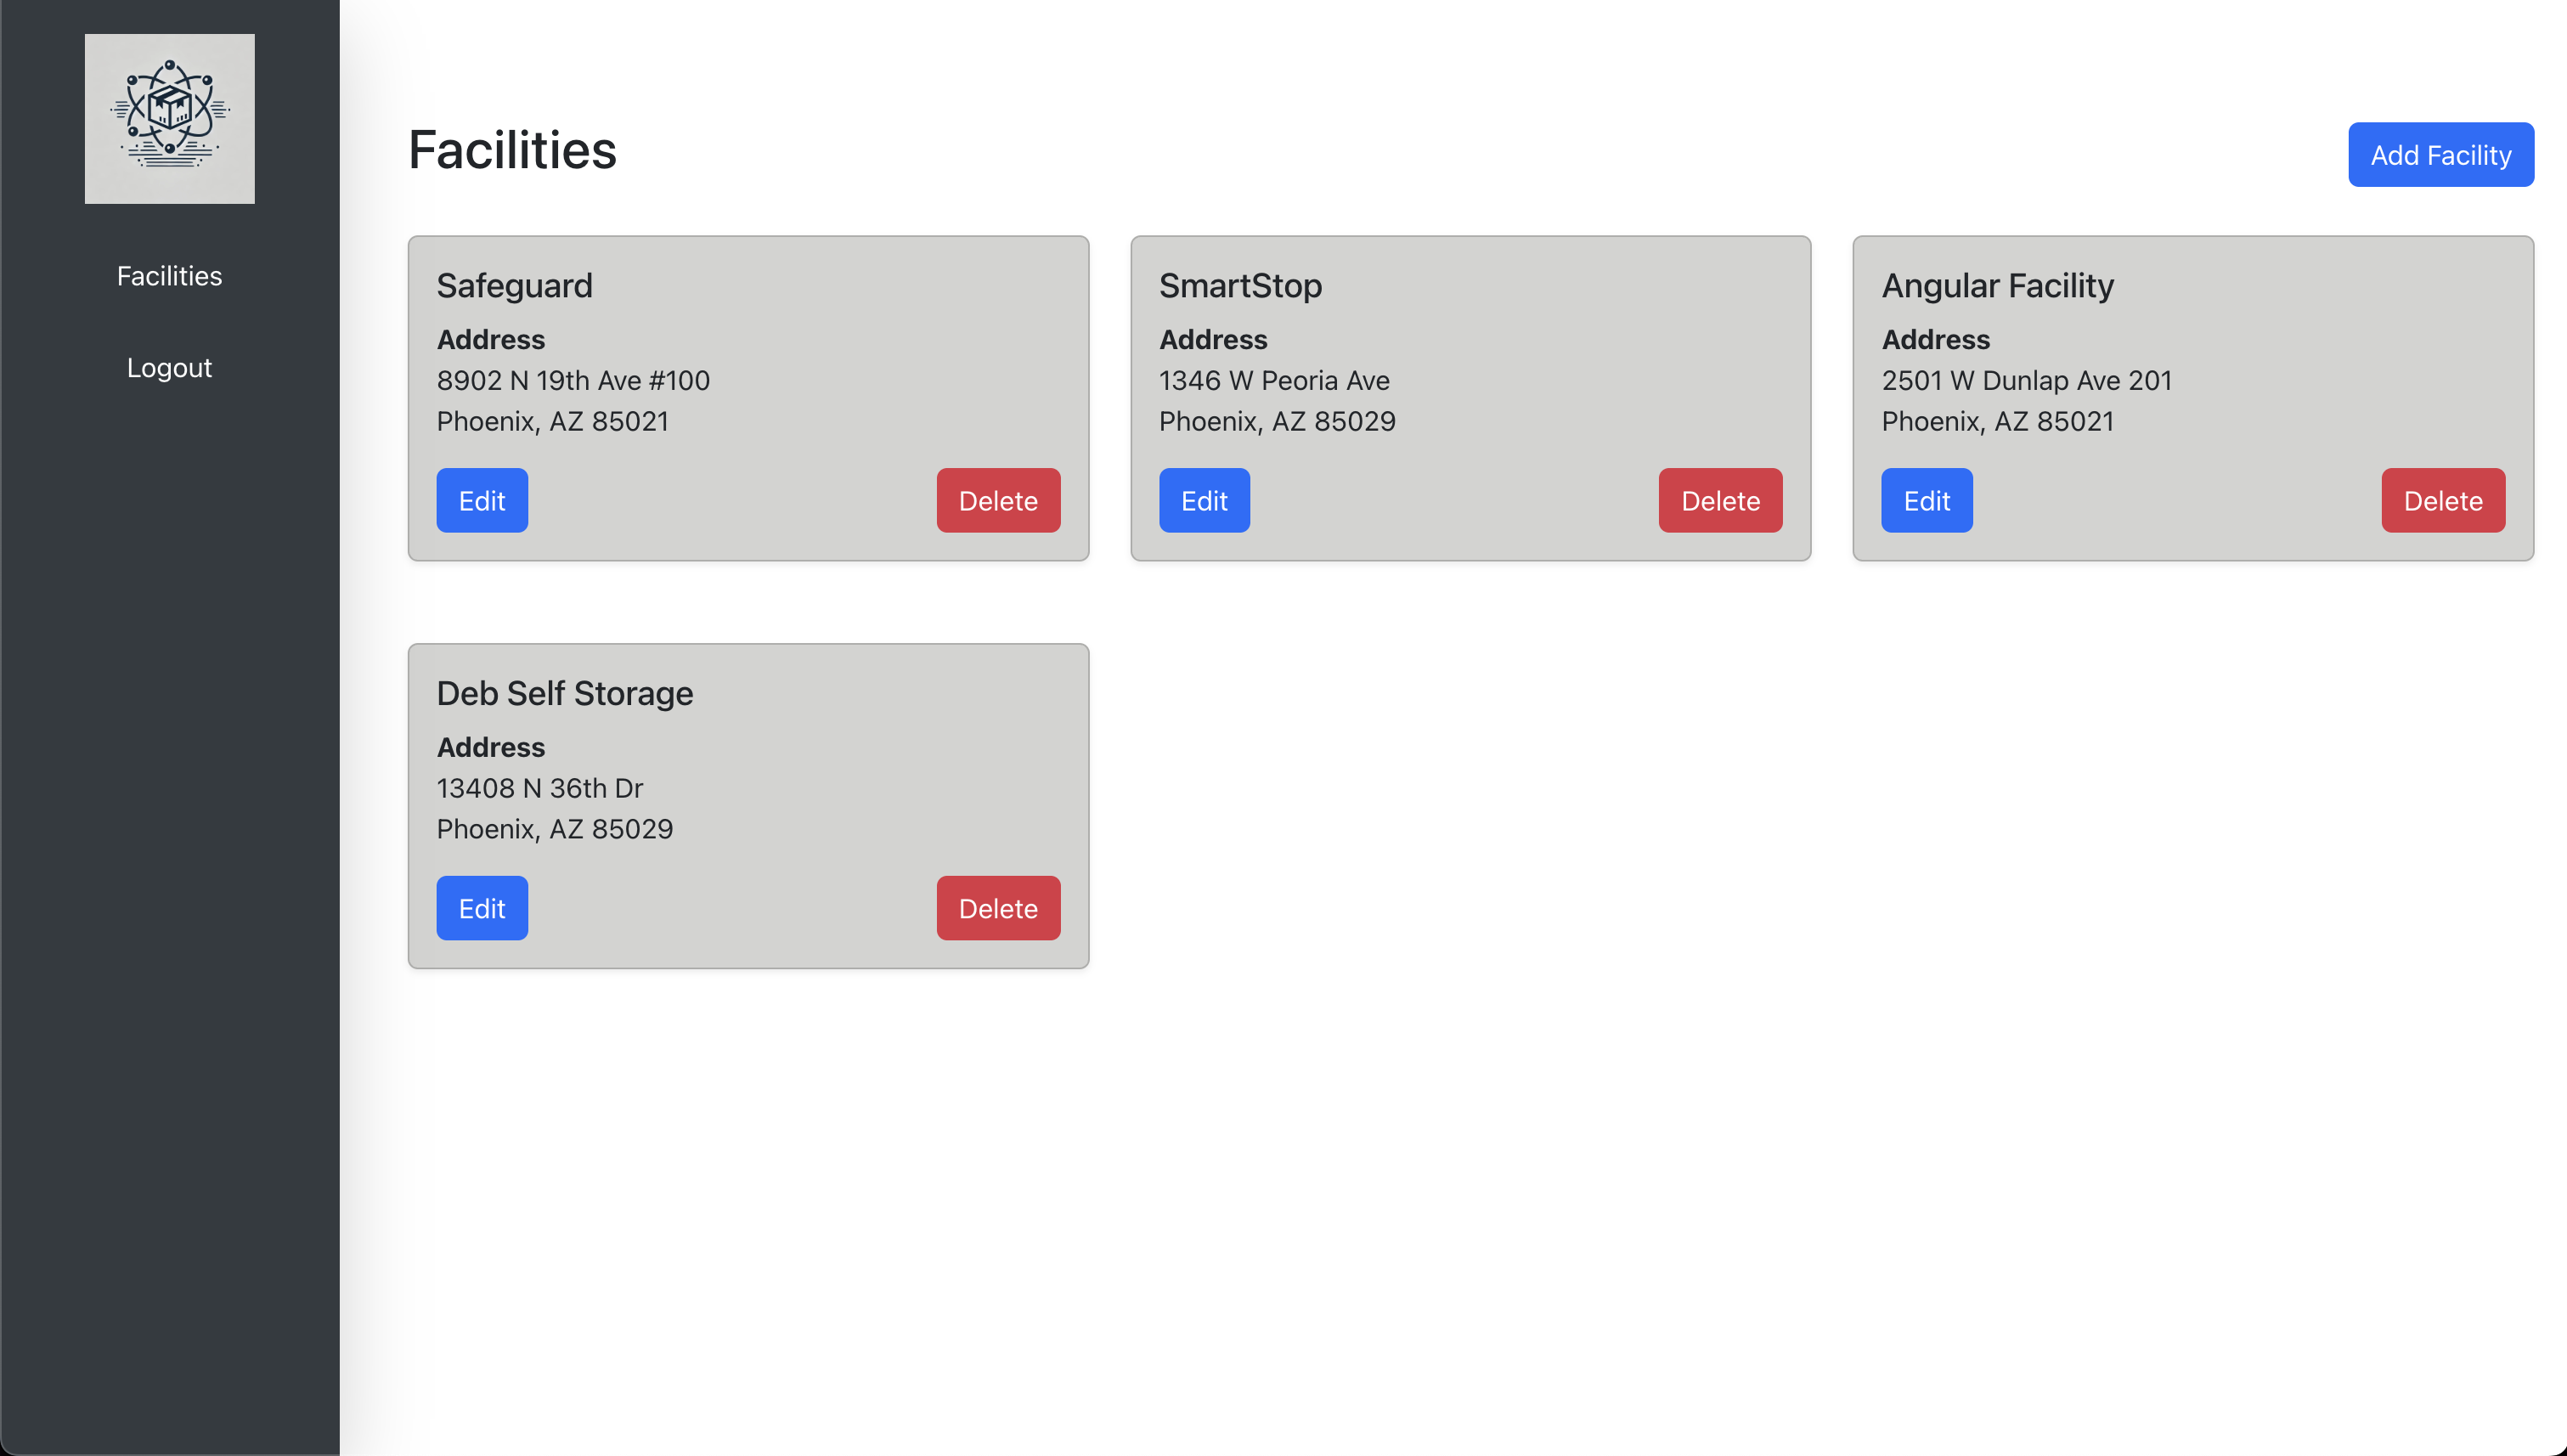 Facilities
Logout
Facilities
Add Facility
Safeguard
Address
8902 N 19th Ave #100
Phoenix, AZ 85021
Edit
Delete
SmartStop
Address
1346 W Peoria Ave
Phoenix, AZ 85029
Edit
Delete
Angular Facility
Address
2501 W Dunlap Ave 201
Phoenix, AZ 85021
Edit
Delete
Deb Self Storage
Address
13408 N 36th Dr
Phoenix, AZ 85029
Edit
Delete